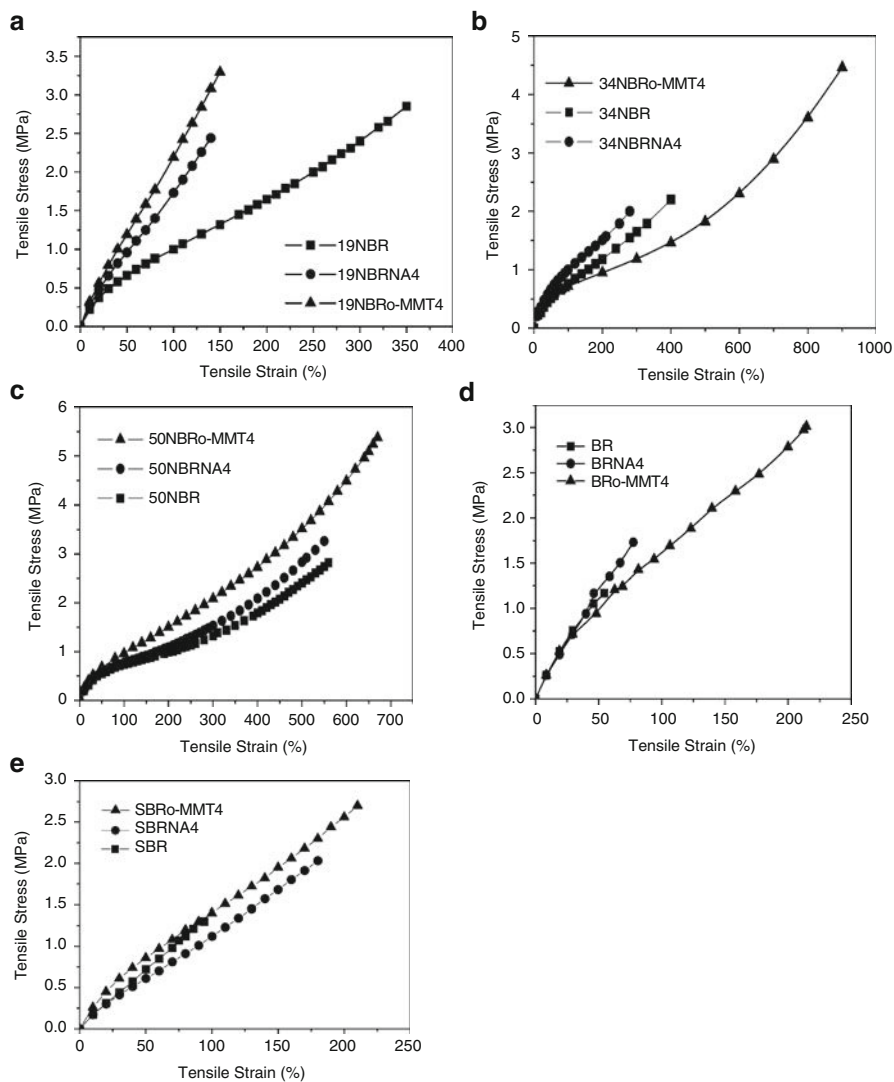 a
3.5
3.0
2.5
2.0
1.5
1.0
0.5
0.0
Tensile Stress (MPa)
19NBR
19NBRNA4
19NBRo-MMT4
0 50 100 150 200 250 300 350 400
Tensile Strain (%)
b
5
4
3
2
1
0
Tensile Stress (MPa)
34NBRo-MMT4
34NBR
34NBRNA4
0 200 400 600 800 1000
Tensile Strain (%)
c
6
5
4
3
2
1
0
Tensile Stress (MPa)
50NBRo-MMT4
50NBRNA4
50NBR
0 100 200 300 400 500 600 700
Tensile Strain (%)
d
3.0
2.5
2.0
1.5
1.0
0.5
0.0
Tensile Stress (MPa)
BR
BRNA4
BRo-MMT4
0 50 100 150 200 250
Tensile Strain (%)
e
3.0
2.5
2.0
1.5
1.0
0.5
0.0
Tensile Stress (MPa)
SBRo-MMT4
SBRNA4
SBR
0 50 100 150 200 250
Tensile Strain (%)